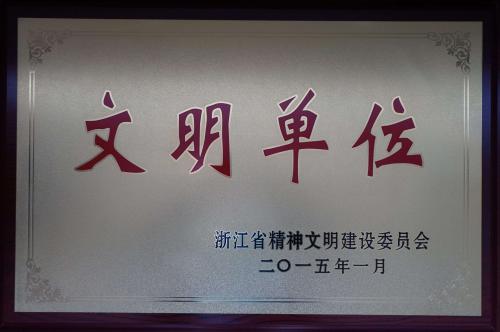 文明单位
浙江省精神文明建设委员会
二〇一五年一月